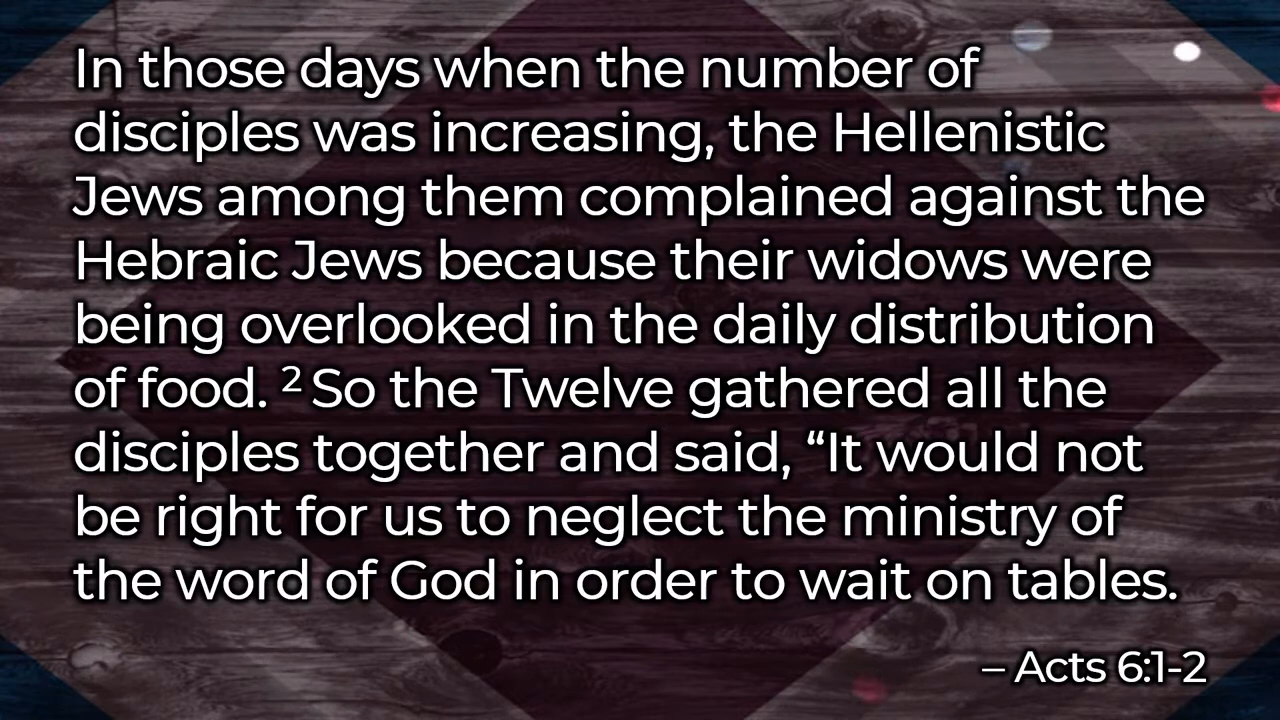 In those days when the number of
disciples was increasing, the Hellenistic
Jews among them complained against the
Hebraic Jews because their widows were
being overlooked in the daily distribution
of food. ² So the Twelve gathered all the
disciples together and said, “It would not
be right for us to neglect the ministry of
the word of God in order to wait on tables.
– Acts 6:1-2